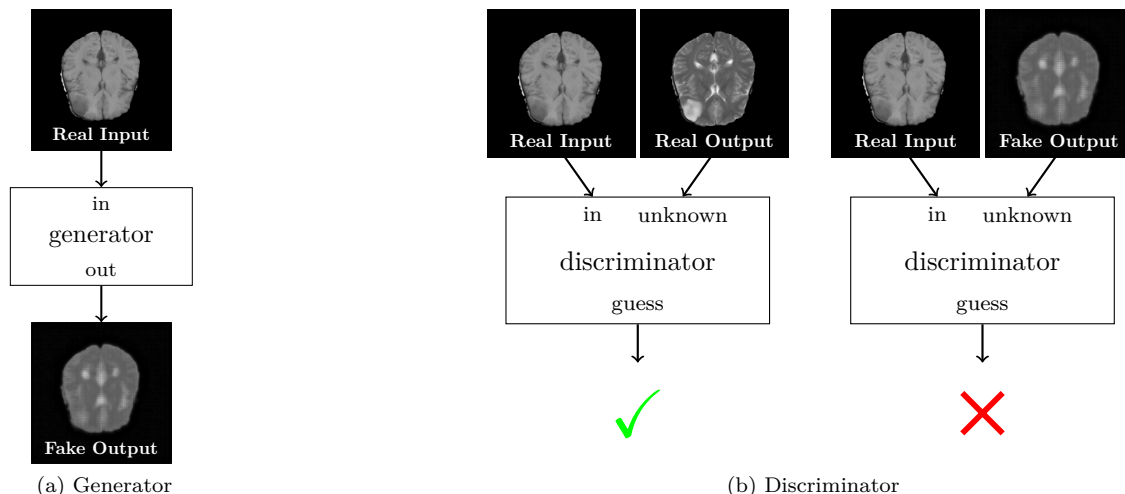 Real Input
in
generator
out
Fake Output
(a) Generator
Real Input Real Output
in unknown
discriminator
guess
Real Input Fake Output
in unknown
discriminator
guess
(b) Discriminator